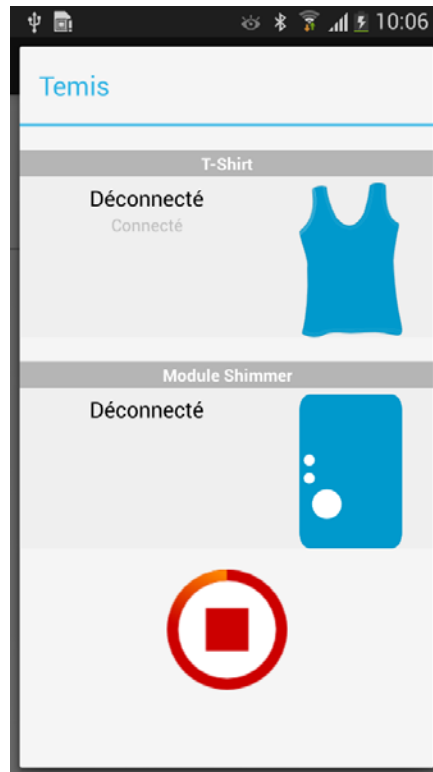 10:06
Temis
T-Shirt
Déconnecté
Connecté
Module Shimmer
Déconnecté